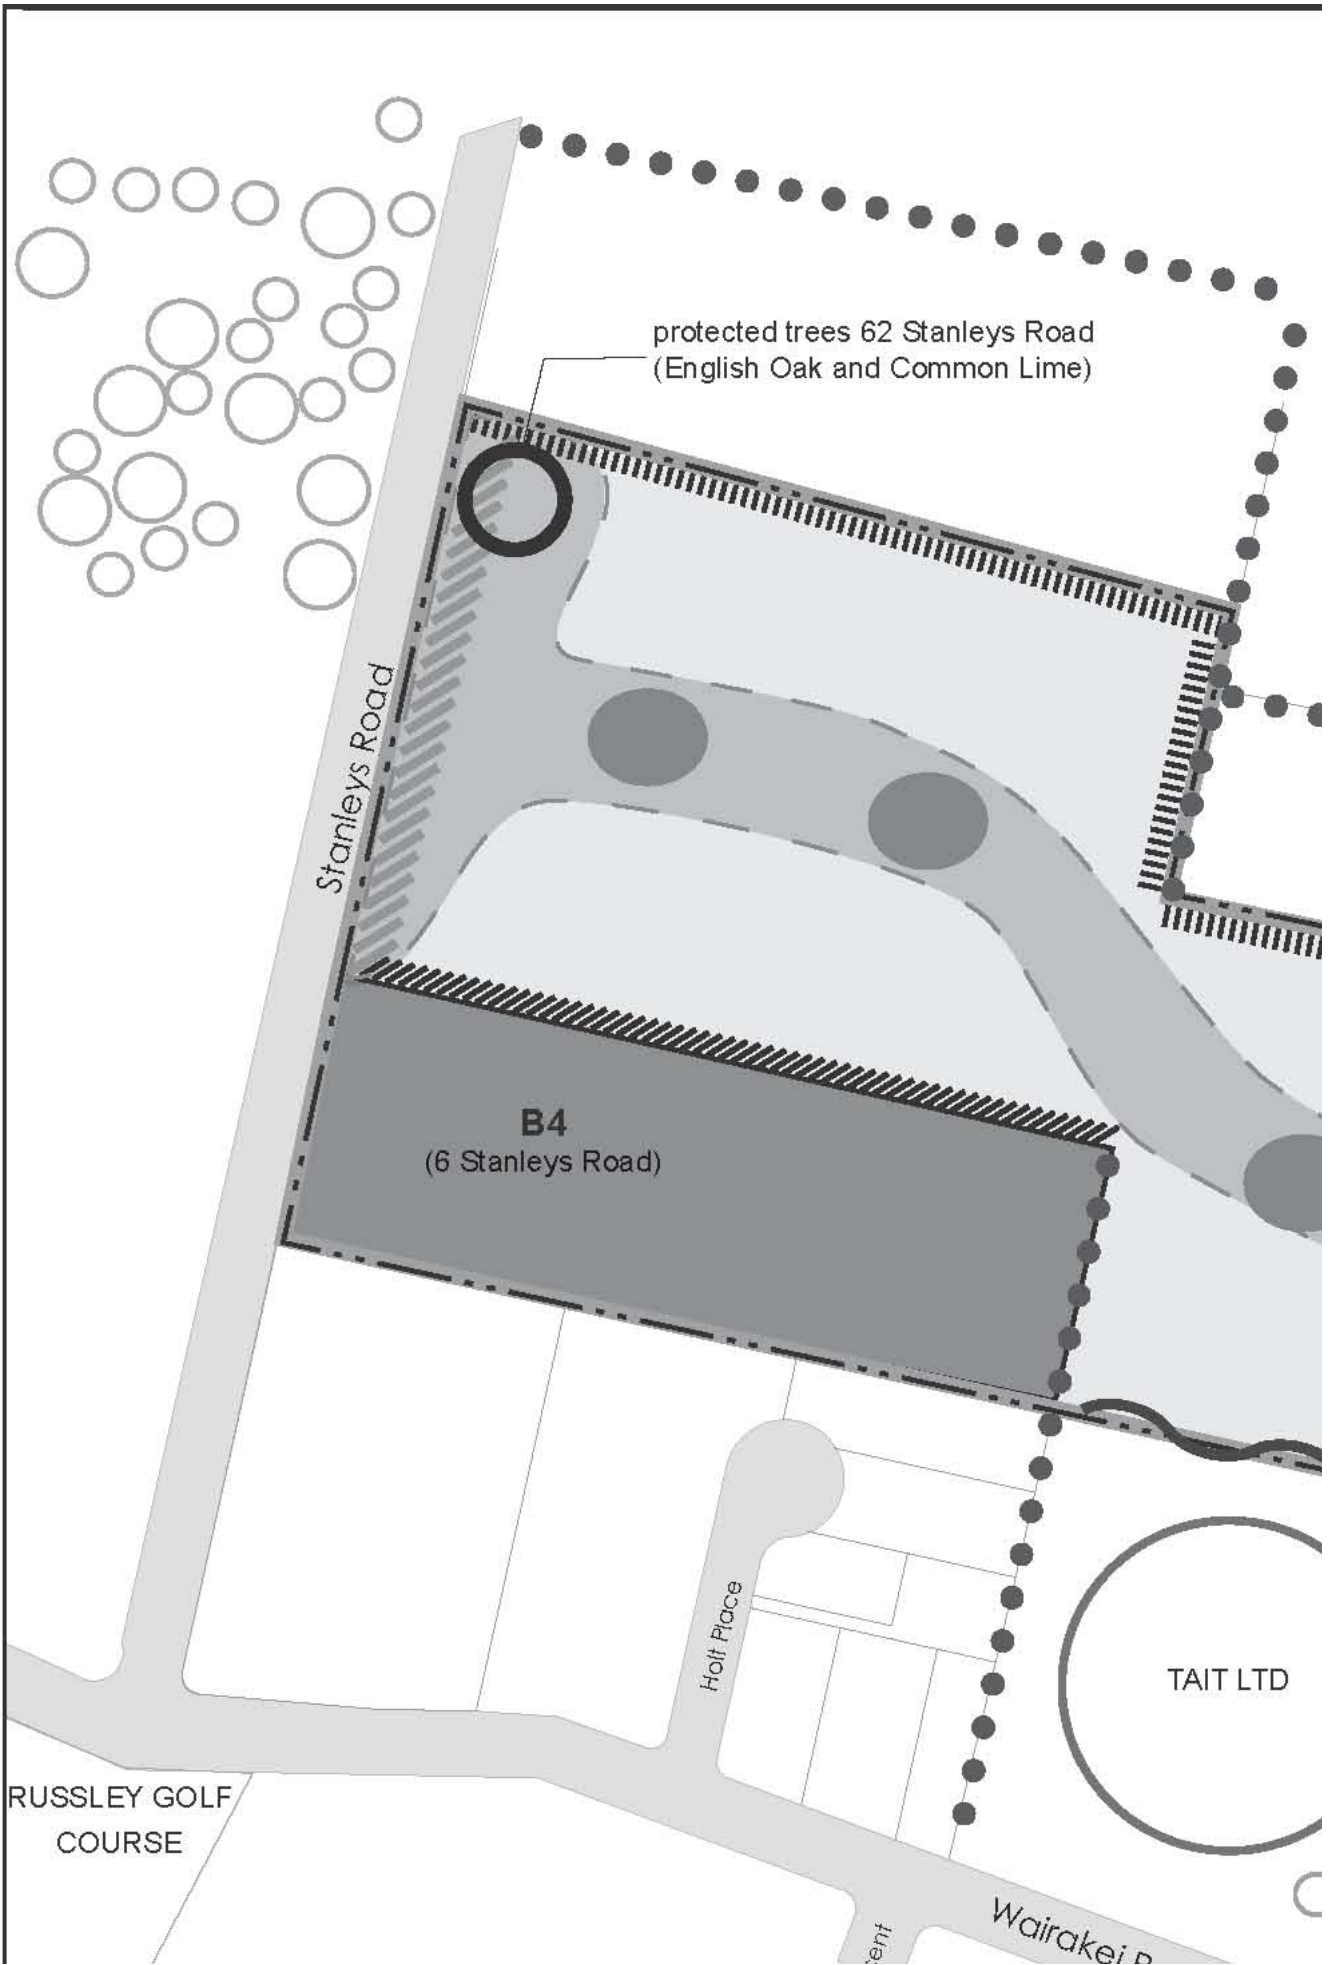 protected trees 62 Stanleys Road
(English Oak and Common Lime)
Stanleys Road
B4
(6 Stanleys Road)
Holt Place
TAIT LTD
RUSSLEY GOLF
COURSE
Wairakei